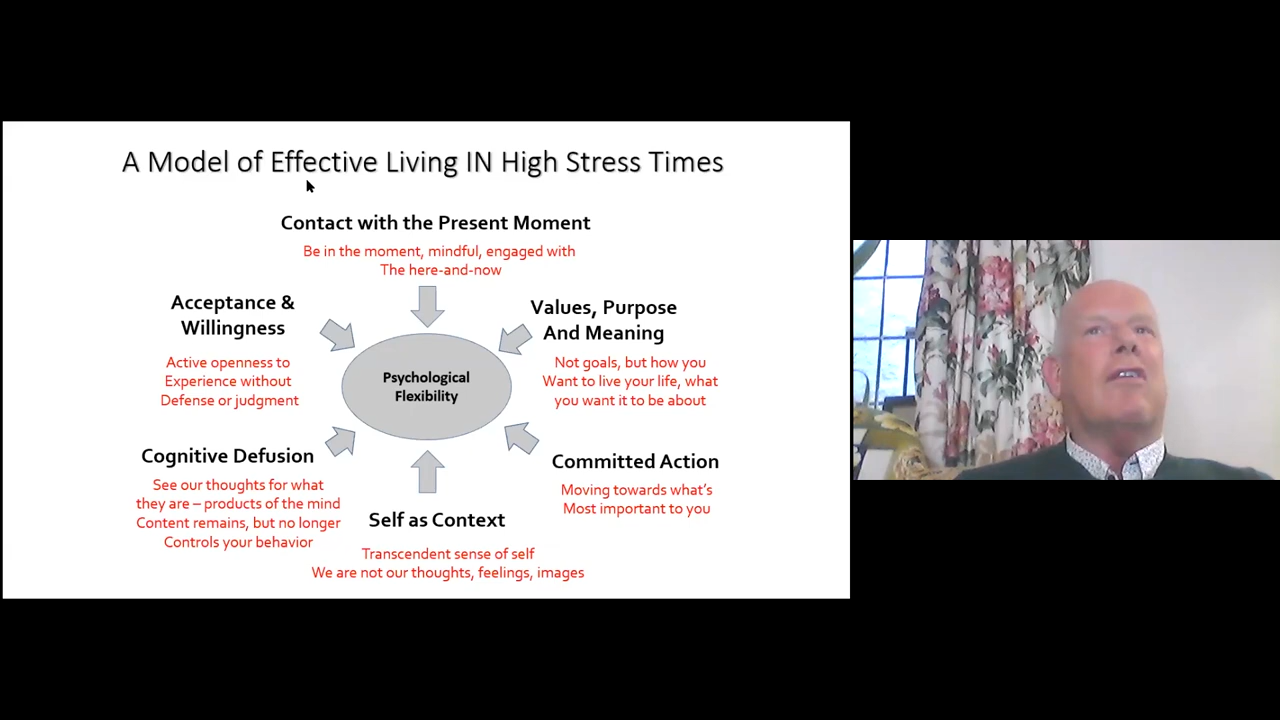 A Model of Effective Living IN High Stress Times
Contact with the Present Moment
Be in the moment, mindful, engaged with
The here-and-now
Acceptance &
Willingness
Active openness to
Experience without
Defense or judgment
Values, Purpose
And Meaning
Not goals, but how you
Want to live your life, what
you want it to be about
Psychological
Flexibility
Cognitive Defusion
See our thoughts for what
they are – products of the mind
Content remains, but no longer
Controls your behavior
Committed Action
Moving towards what's
Most important to you
Self as Context
Transcendent sense of self
We are not our thoughts, feelings, images